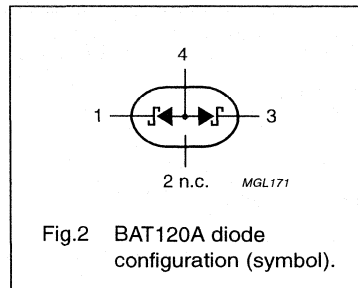 4
1
3
2 n.c.
MGL171
Fig.2 BAT120A diode
configuration (symbol).